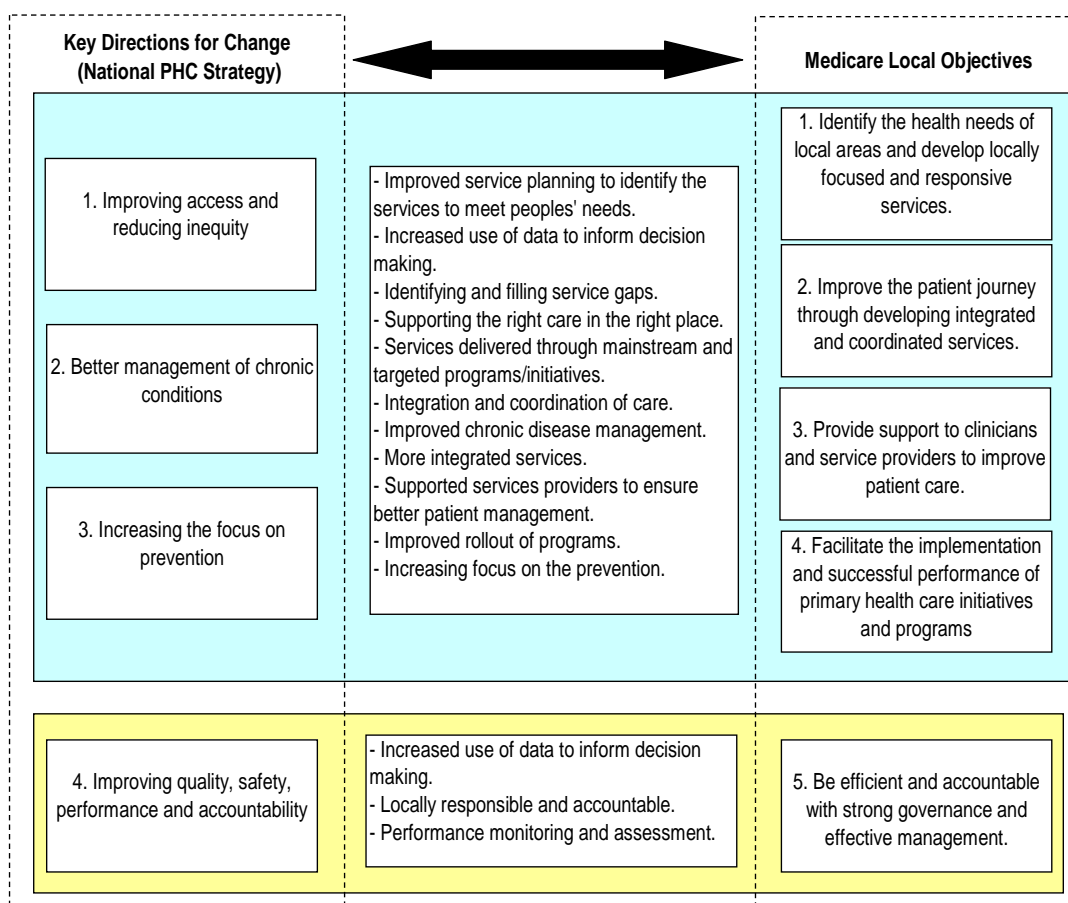 Key Directions for Change
(National PHC Strategy)
Medicare Local Objectives
1. Improving access and
reducing inequity
2. Better management of chronic
conditions
3. Increasing the focus on
prevention
- Improved service planning to identify the
services to meet peoples' needs.
- Increased use of data to inform decision
making.
- Identifying and filling service gaps.
- Supporting the right care in the right place.
- Services delivered through mainstream and
targeted programs/initiatives.
- Integration and coordination of care.
- Improved chronic disease management.
- More integrated services.
- Supported services providers to ensure
better patient management.
- Improved rollout of programs.
- Increasing focus on the prevention.
1. Identify the health needs of
local areas and develop locally
focused and responsive
services.
2. Improve the patient journey
through developing integrated
and coordinated services.
3. Provide support to clinicians
and service providers to improve
patient care.
4. Facilitate the implementation
and successful performance of
primary health care initiatives
and programs
4. Improving quality, safety,
performance and accountability
- Increased use of data to inform decision
making.
- Locally responsible and accountable.
- Performance monitoring and assessment.
5. Be efficient and accountable
with strong governance and
effective management.